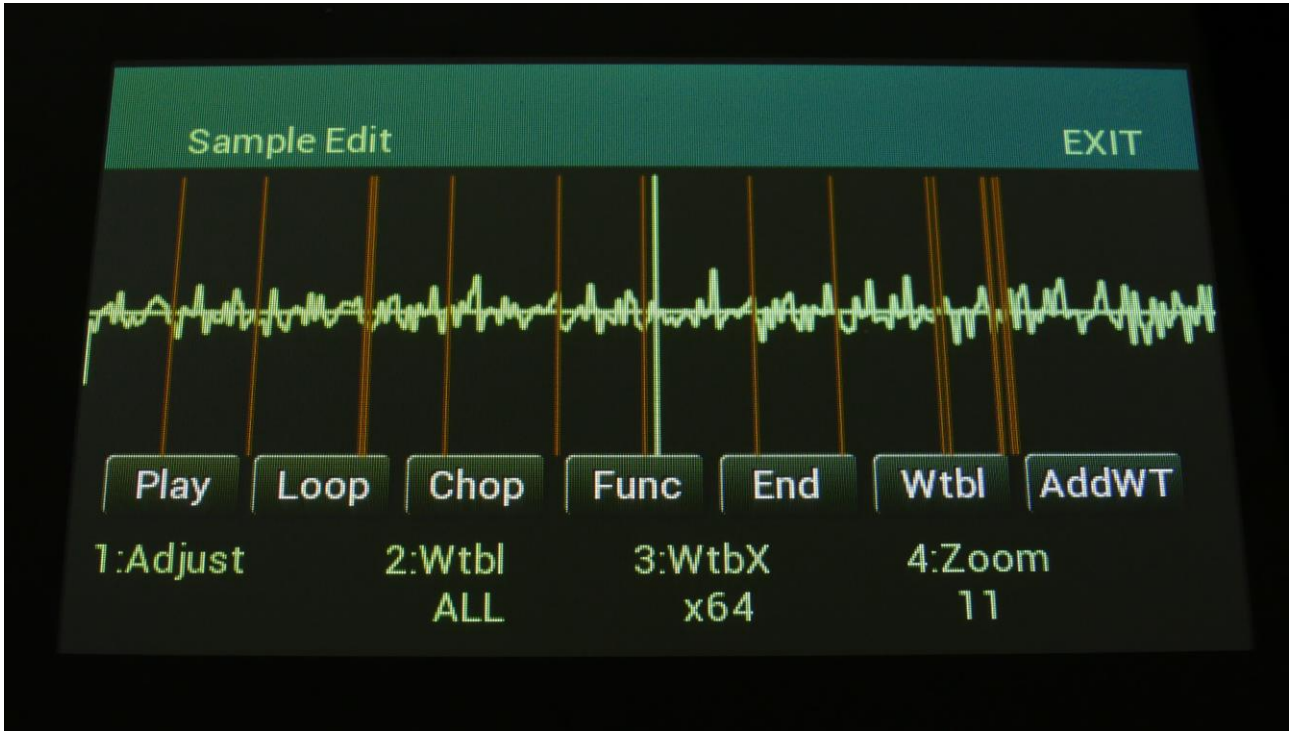 Sample Edit EXIT
Play Loop Chop Func End Wtbl AddWT
1:Adjust 2:Wtbl 3:WtbX 4:Zoom
ALL x64 11